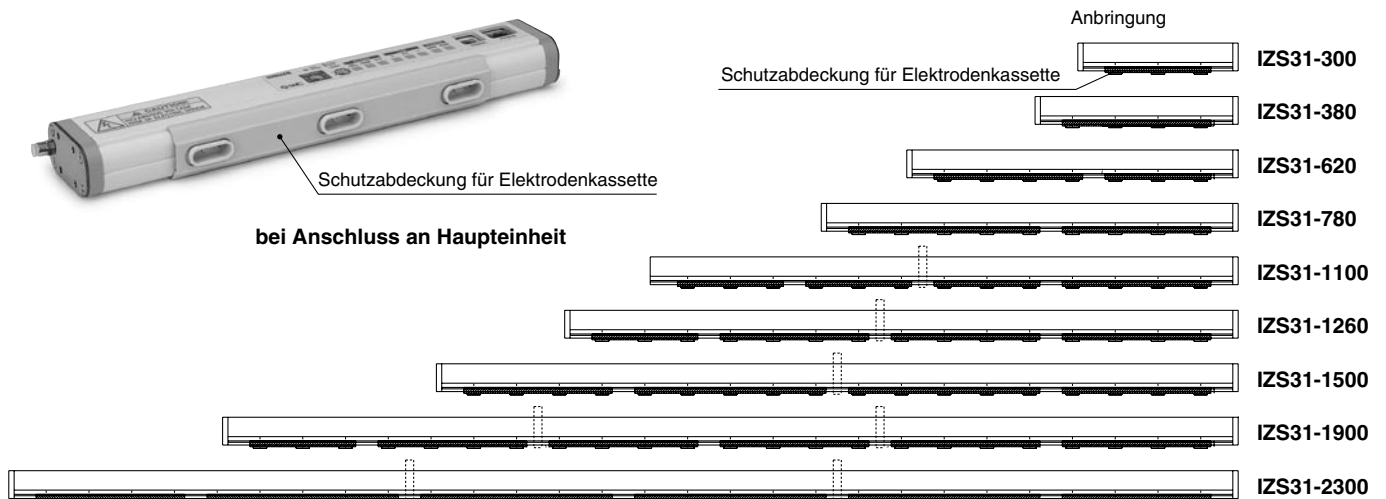 Anbringung
IZS31-300
Schutzabdeckung für Elektrodenkassette
IZS31-380
IZS31-620
Schutzabdeckung für Elektrodenkassette
IZS31-780
bei Anschluss an Haupteinheit
IZS31-1100
IZS31-1260
IZS31-1500
IZS31-1900
IZS31-2300
CAUTION